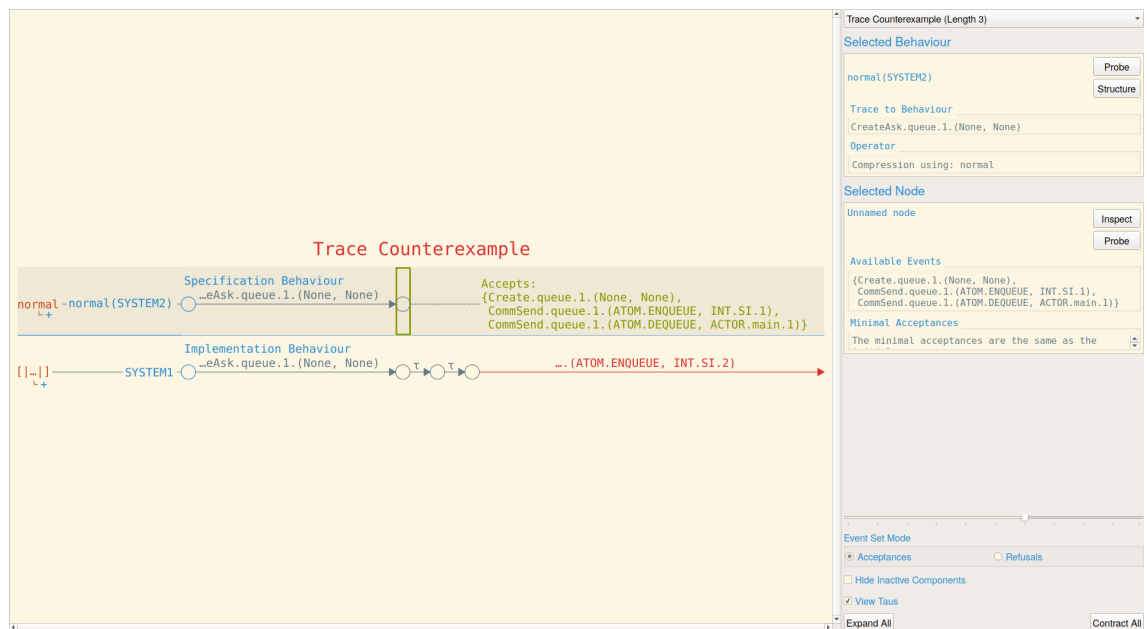 Trace Counterexample (Length 3)
Selected Behaviour
normal(SYSTEM2)
Probe
Structure
Trace to Behaviour
CreateAsk.queue.1.(None, None)
Operator
Compression using: normal
Selected Node
Unnamed node
Inspect
Probe
Available Events
{Create.queue.1.(None, None),
CommSend.queue.1.(ATOM.ENQUEUE, INT.SI.1),
CommSend.queue.1.(ATOM.DEQUEUE, ACTOR.main.1)}
Minimal Acceptances
The minimal acceptances are the same as the
Trace Counterexample
Specification Behaviour
normal
normal(SYSTEM2)
…eAsk.queue.1.(None, None)
Accepts:
{Create.queue.1.(None, None),
CommSend.queue.1.(ATOM.ENQUEUE, INT.SI.1),
CommSend.queue.1.(ATOM.DEQUEUE, ACTOR.main.1)}
Implementation Behaviour
[|…|]
SYSTEM1
…eAsk.queue.1.(None, None)
τ
τ
….(ATOM.ENQUEUE, INT.SI.2)
Event Set Mode
Acceptances
Refusals
Hide Inactive Components
View Taus
Expand All
Contract All